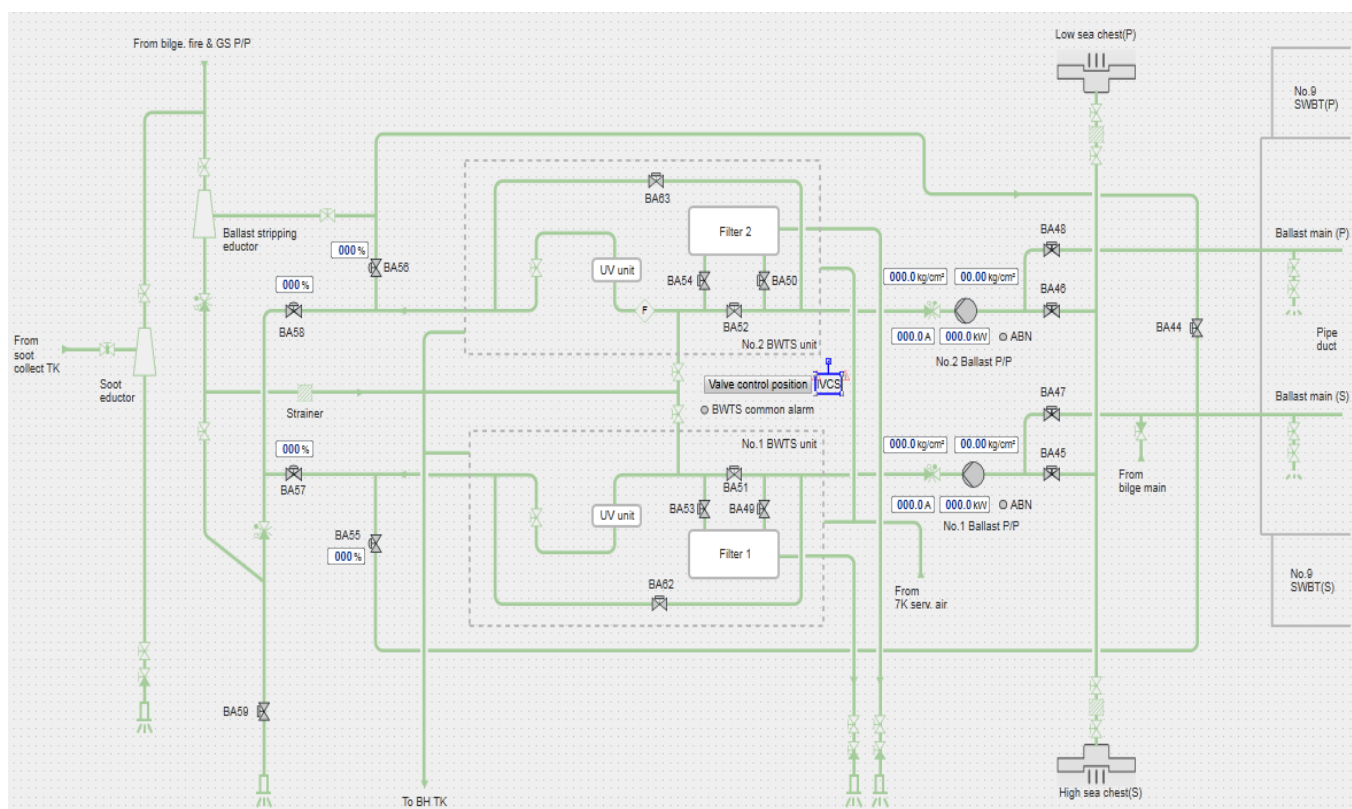 Low sea chest(P)
From bilge. fire & GS P/P
No.9
SWBT(P)
BA63
Ballast stripping
eductor
Filter 2
BA48
Ballast main (P)
000 %
BA56
UV unit
BA54
BA50
000.0 kg/cm²
00.00 kg/cm²
BA46
000 %
BA58
F
BA52
BA44
From
soot
collect TK
Soot
eductor
No.2 BWTS unit
000.0 A
000.0 kW
ABN
No.2 Ballast P/P
Pipe
duct
Valve control position
IVCS
Strainer
BWTS common alarm
BA47
Ballast main (S)
000 %
BA57
No.1 BWTS unit
000.0 kg/cm²
00.00 kg/cm²
BA45
BA51
From
bilge main
UV unit
BA53
BA49
000.0 A
000.0 kW
ABN
No.1 Ballast P/P
BA55
000 %
Filter 1
BA62
From
7K serv. air
No.9
SWBT(S)
BA59
To BH TK
High sea chest(S)